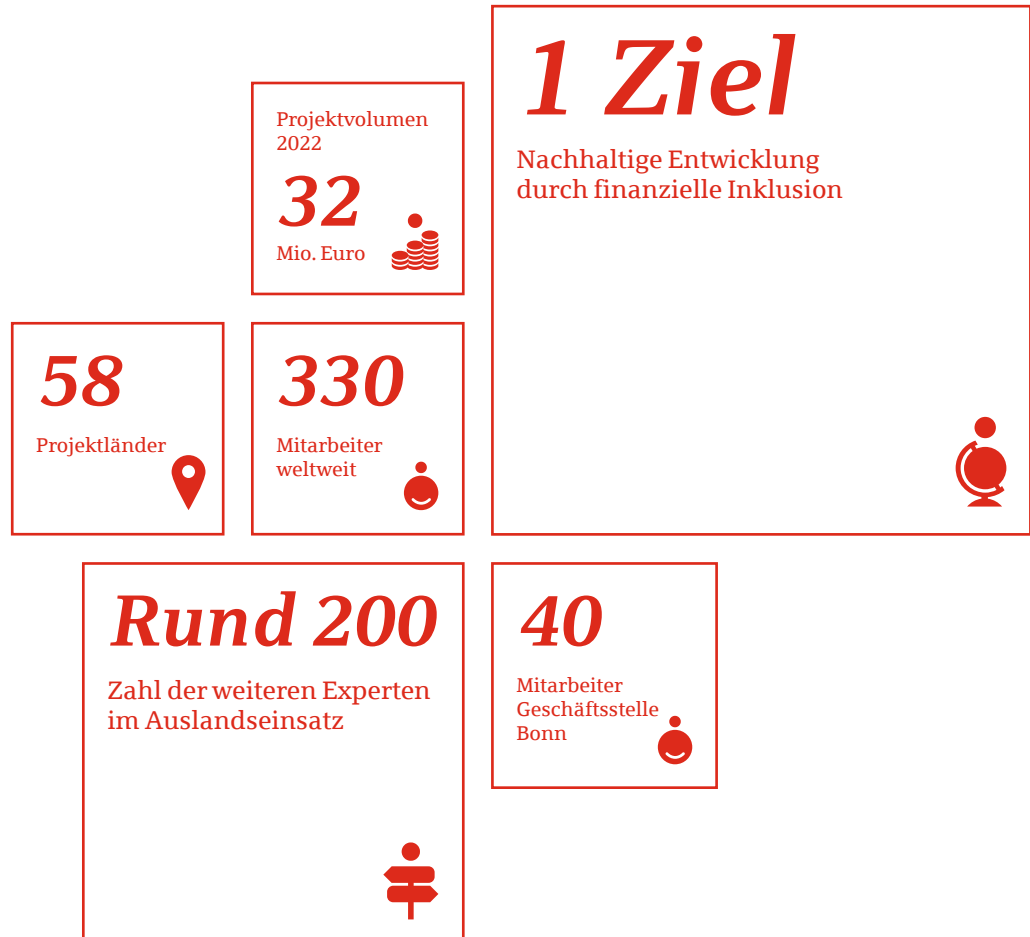 1 Ziel
Nachhaltige Entwicklung
durch finanzielle Inklusion
Projektvolumen
2022
32
Mio. Euro
58
Projektländer
330
Mitarbeiter
weltweit
Rund 200
Zahl der weiteren Experten
im Auslandseinsatz
40
Mitarbeiter
Geschäftsstelle
Bonn